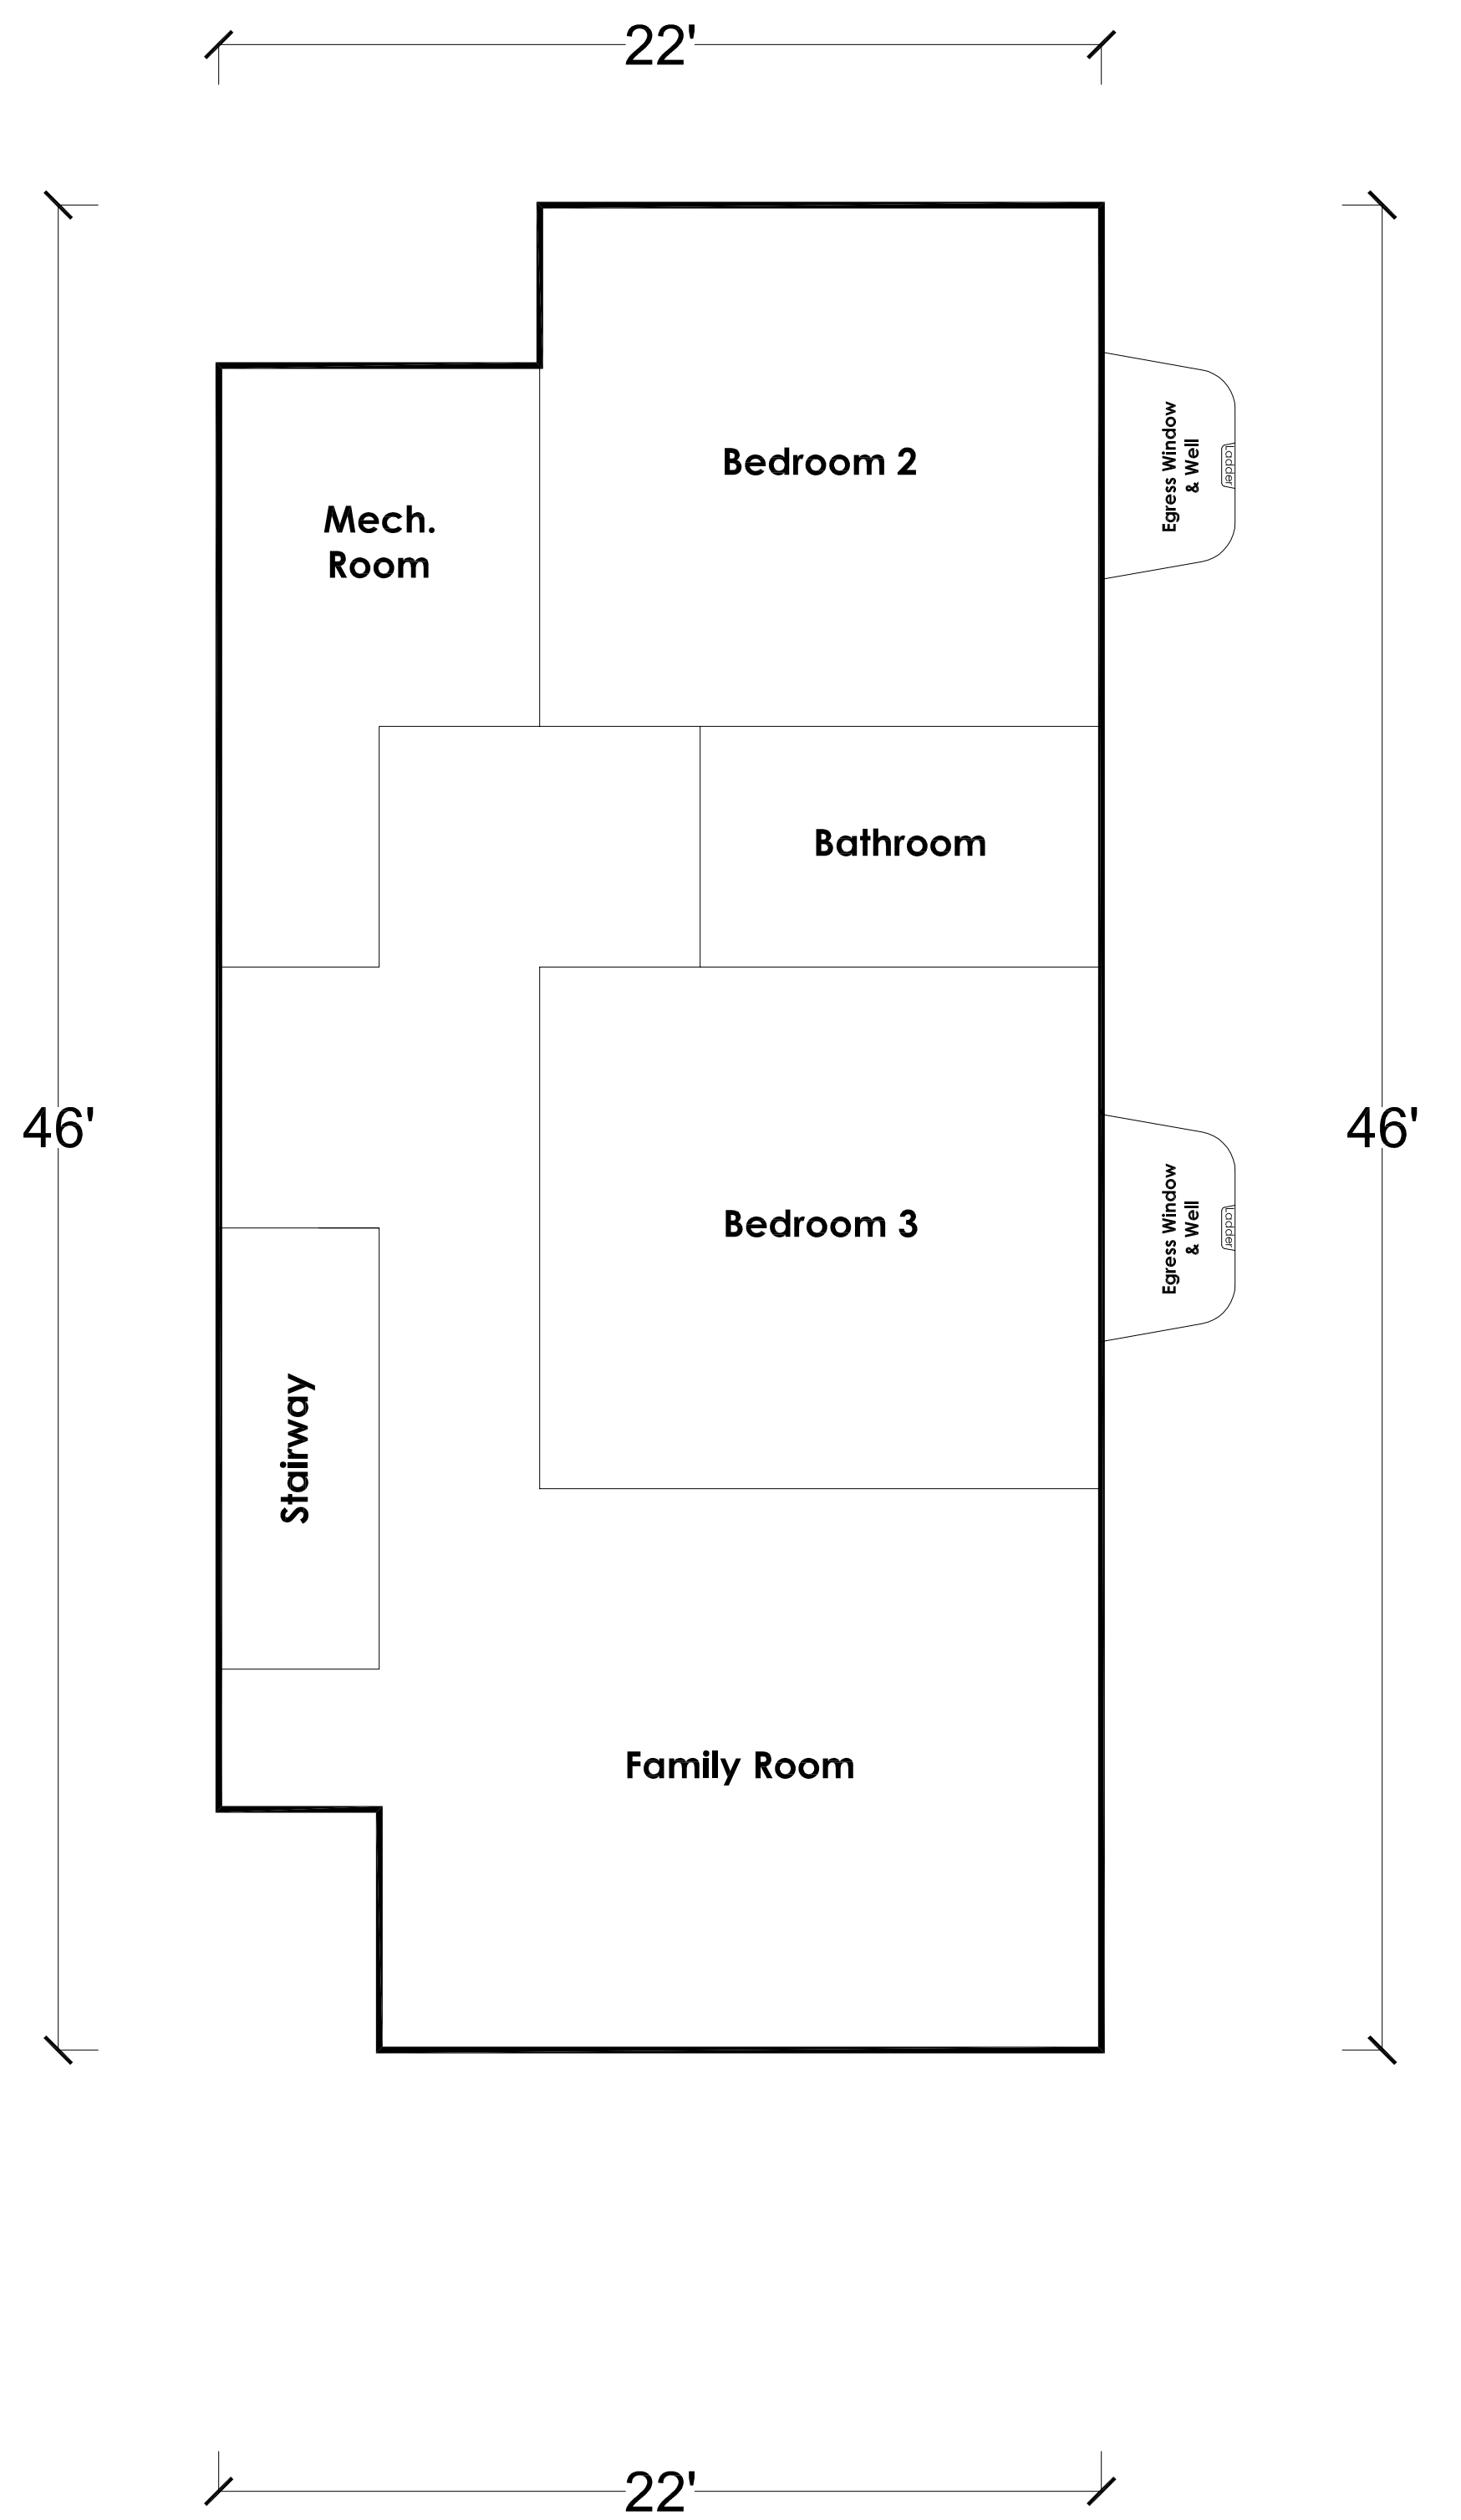 22'
Bedroom 2
Egress Window
& Well
Ladder
Mech.
Room
Bathroom
46'
46'
Bedroom 3
Egress Window
& Well
Ladder
Stairway
Family Room
22'